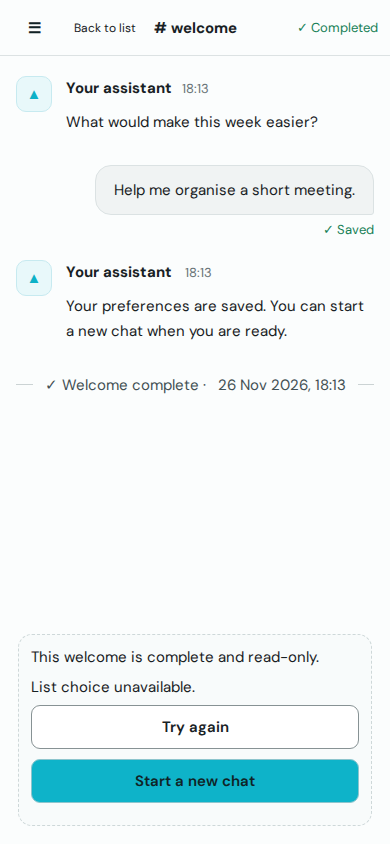 ☰ Back to list # welcome ✓ Completed
Your assistant 18:13
What would make this week easier?
Help me organise a short meeting.
✓ Saved
Your assistant 18:13
Your preferences are saved. You can start
a new chat when you are ready.
✓ Welcome complete · 26 Nov 2026, 18:13
This welcome is complete and read-only.
List choice unavailable.
Try again
Start a new chat